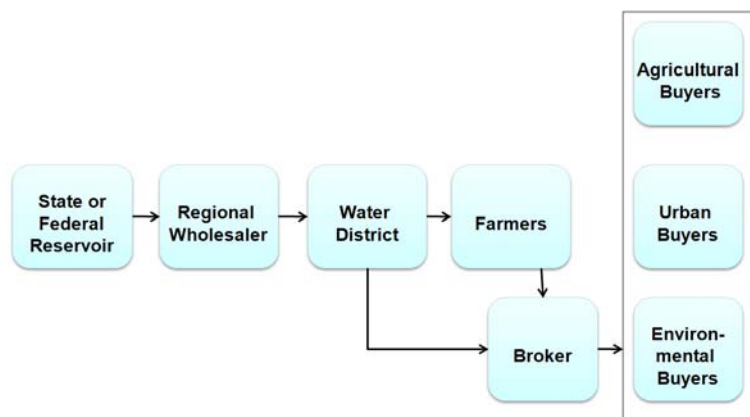 Agricultural
Buyers
State or
Federal
Reservoir
Regional
Wholesaler
Water
District
Farmers
Urban
Buyers
Broker
Environ-
mental
Buyers